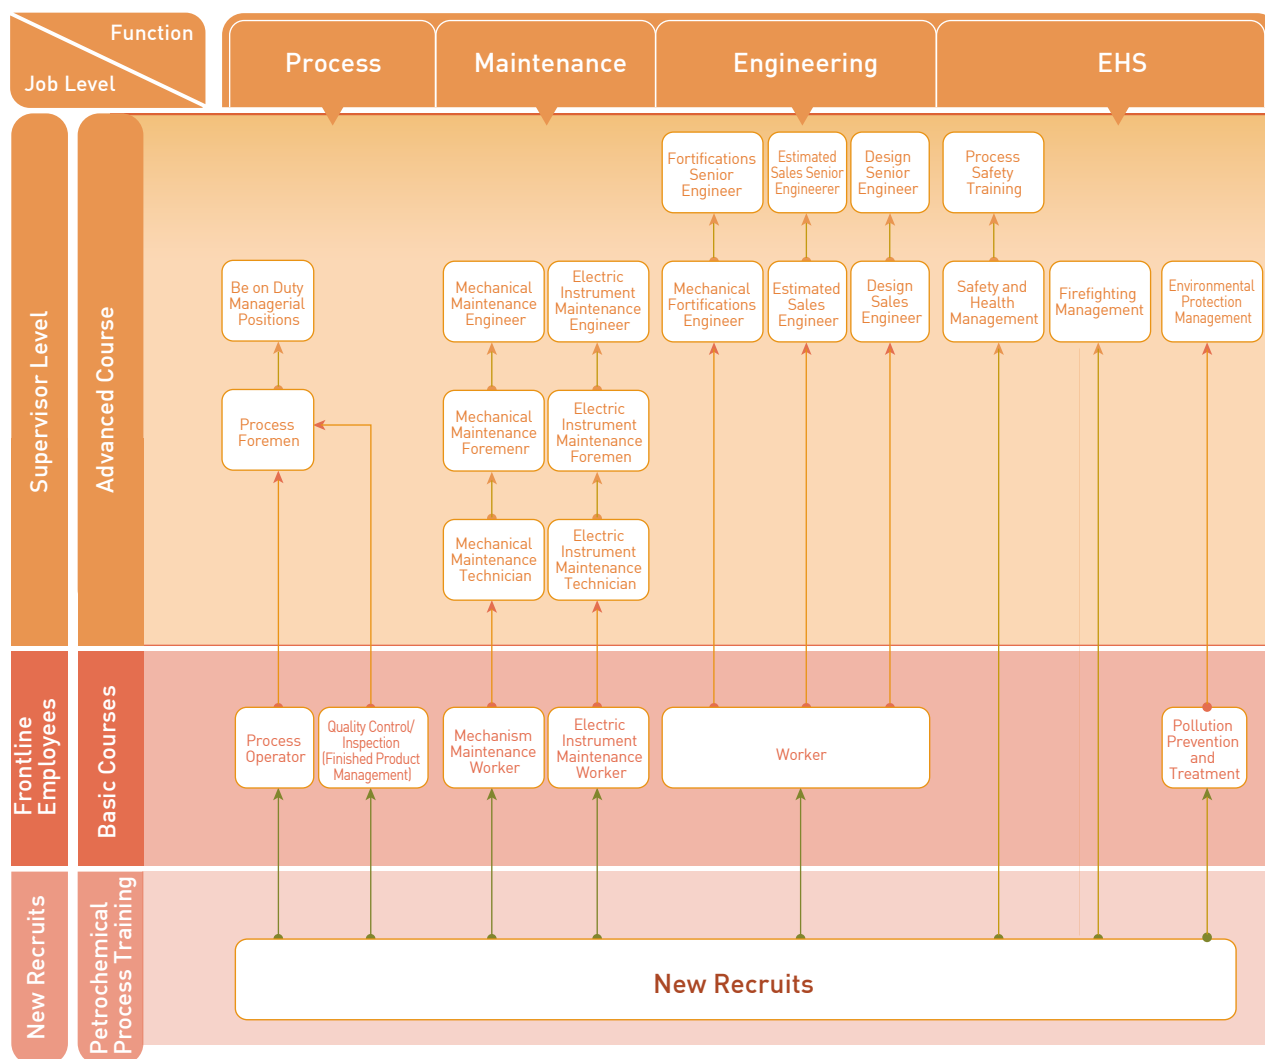 Function
Job Level
Process
Maintenance
Engineering
EHS
Supervisor Level
Advanced Course
Fortifications
Senior
Engineer
Estimated
Sales Senior
Engineerer
Design
Senior
Engineer
Process
Safety
Training
Be on Duty
Managerial
Positions
Mechanical
Maintenance
Engineer
Electric
Instrument
Maintenance
Engineer
Mechanical
Fortifications
Engineer
Estimated
Sales
Engineer
Design
Sales
Engineer
Safety and
Health
Management
Firefighting
Management
Environmental
Protection
Management
Process
Foremen
Mechanical
Maintenance
Foremenr
Electric
Instrument
Maintenance
Foremen
Mechanical
Maintenance
Technician
Electric
Instrument
Maintenance
Technician
Frontline
Employees
Basic Courses
Process
Operator
Quality Control/
Inspection
(Finished Product
Management)
Mechanism
Maintenance
Worker
Electric
Instrument
Maintenance
Worker
Worker
Pollution
Prevention
and
Treatment
New Recruits
Petrochemical
Process Training
New Recruits